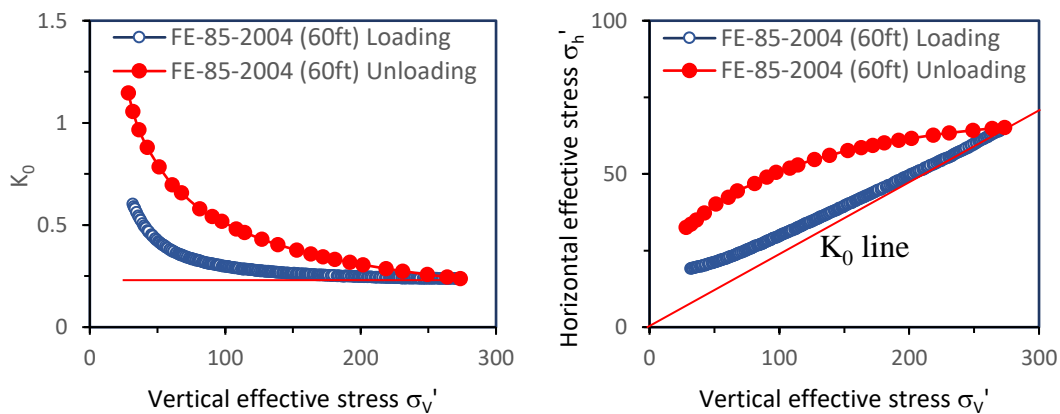 1.5
1
0.5
0
K₀
FE-85-2004 (60ft) Loading
FE-85-2004 (60ft) Unloading
0
100
200
300
Vertical effective stress σᵥ'
100
75
50
25
0
Horizontal effective stress σₕ'
FE-85-2004 (60ft) Loading
FE-85-2004 (60ft) Unloading
K₀ line
0
100
200
300
Vertical effective stress σᵥ'